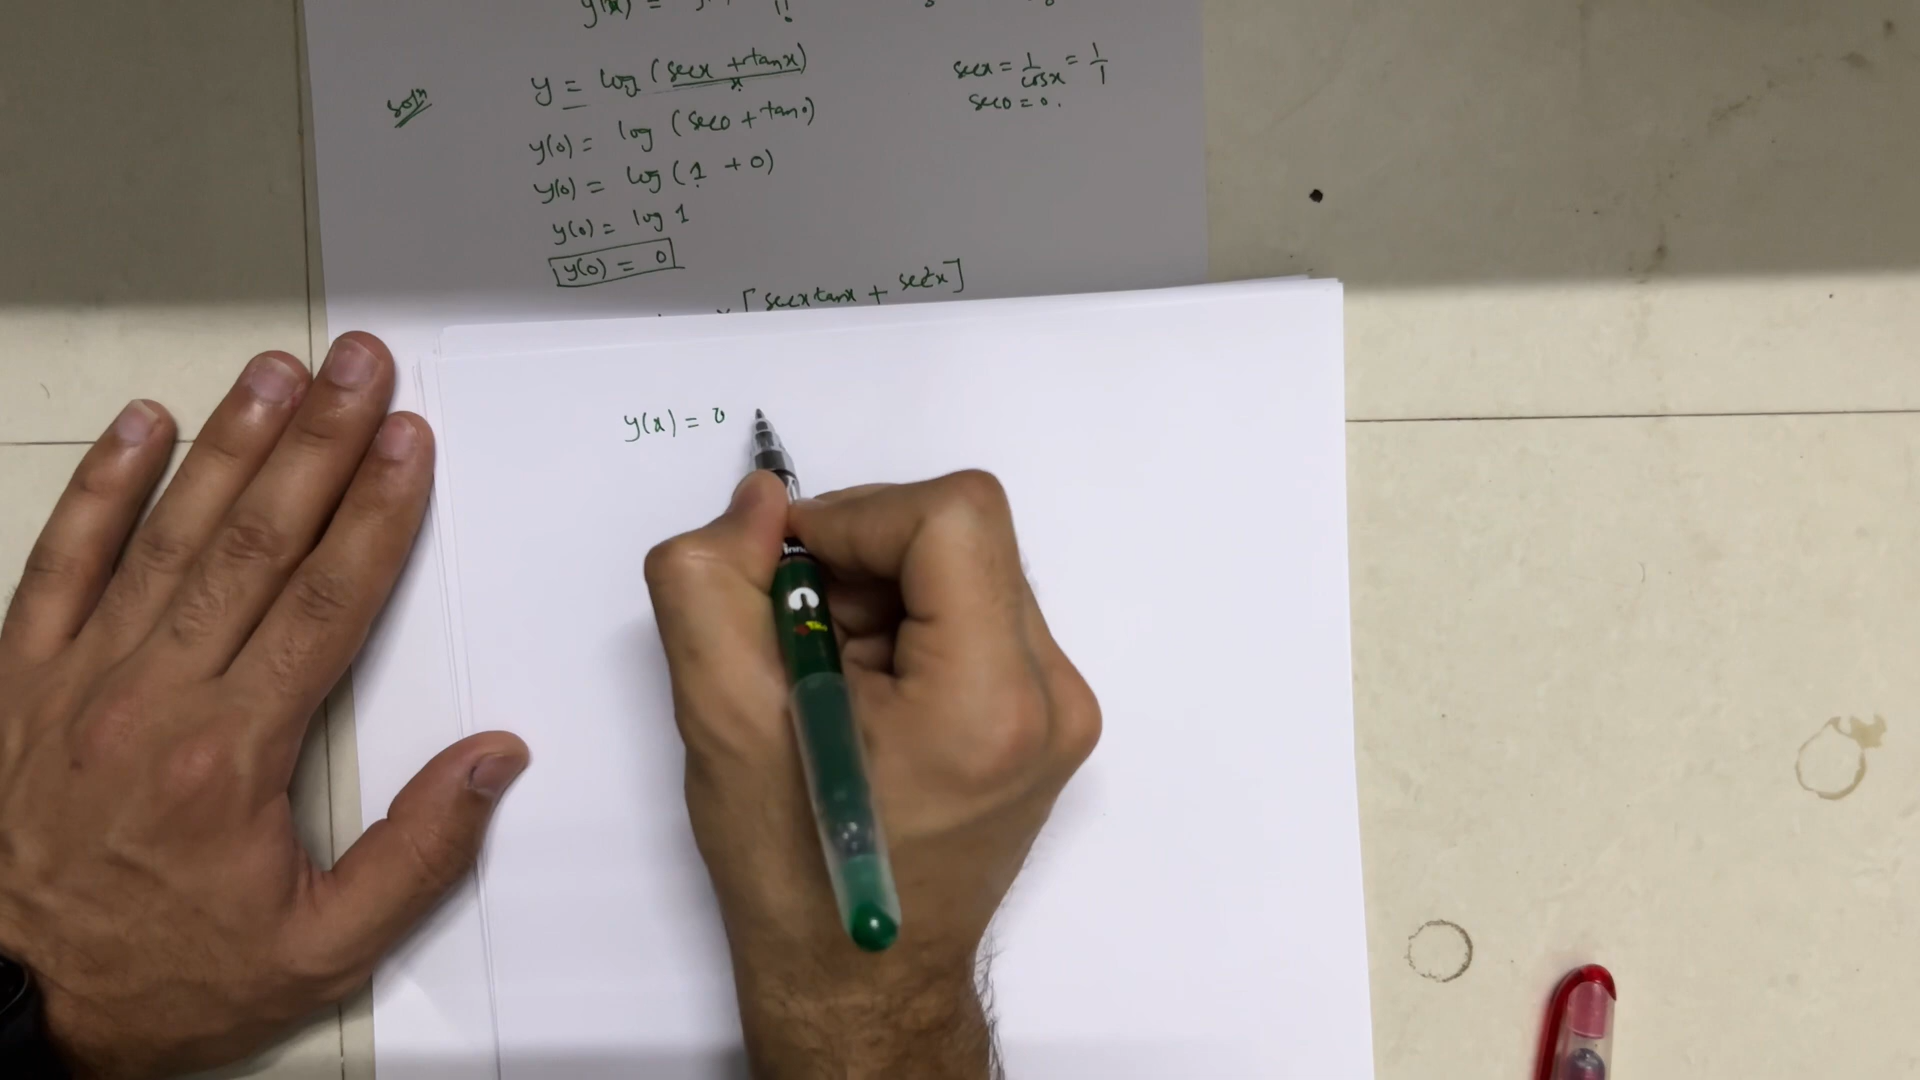 y(x) =
Solⁿ
y = log (secx + tanx)
secx = 1/cosx = 1/1
sec0 = 0.
y(0) = log (sec0 + tan0)
y(0) = log (1 + 0)
y(0) = log 1
y(0) = 0
[secx tanx + sec²x]
y(x) = 0